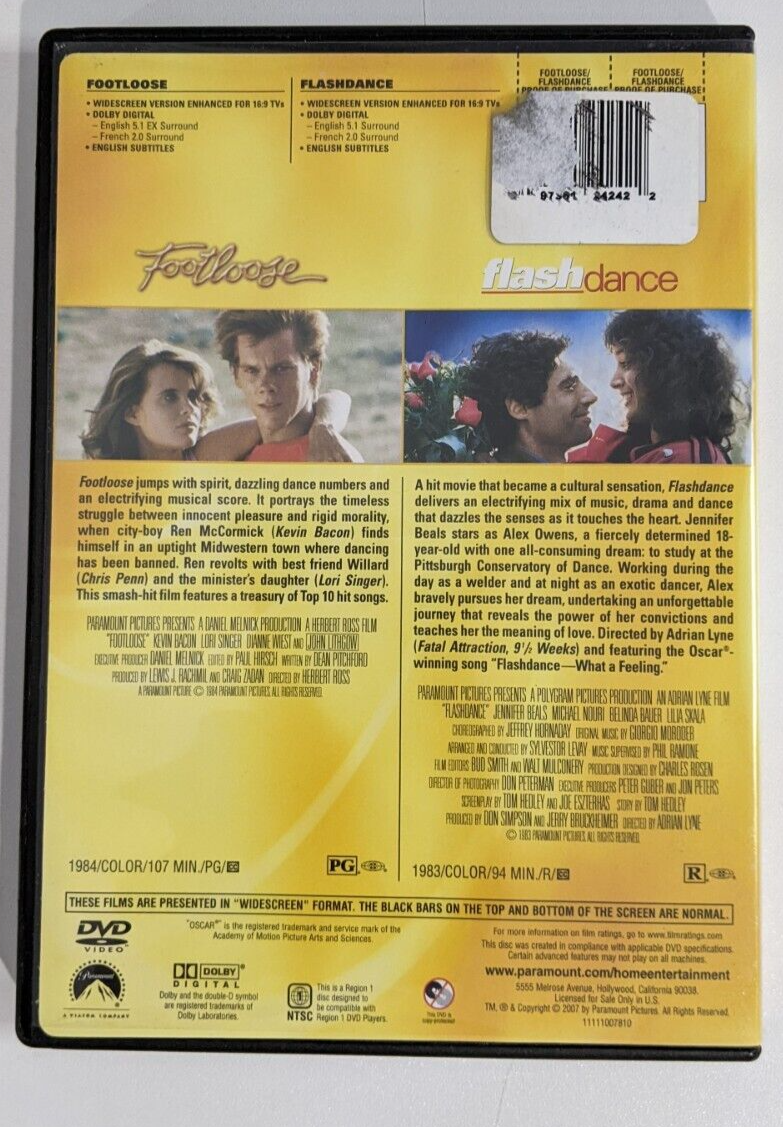 FOOTLOOSE
• WIDESCREEN VERSION ENHANCED FOR 16:9 TVs
• DOLBY DIGITAL
– English 5.1 EX Surround
– French 2.0 Surround
• ENGLISH SUBTITLES
FLASHDANCE
• WIDESCREEN VERSION ENHANCED FOR 16:9 TVs
• DOLBY DIGITAL
– English 5.1 Surround
– French 2.0 Surround
• ENGLISH SUBTITLES
FOOTLOOSE/
FLASHDANCE
PROOF OF PURCHASE
FOOTLOOSE/
FLASHDANCE
PROOF OF PURCHASE
24242 2
Footloose
flashdance
Footloose jumps with spirit, dazzling dance numbers and
an electrifying musical score. It portrays the timeless
struggle between innocent pleasure and rigid morality,
when city-boy Ren McCormick (Kevin Bacon) finds
himself in an uptight Midwestern town where dancing
has been banned. Ren revolts with best friend Willard
(Chris Penn) and the minister's daughter (Lori Singer).
This smash-hit film features a treasury of Top 10 hit songs.
PARAMOUNT PICTURES PRESENTS A DANIEL MELNICK PRODUCTION A HERBERT ROSS FILM
"FOOTLOOSE" KEVIN BACON LORI SINGER DIANNE WIEST AND JOHN LITHGOW
EXECUTIVE PRODUCER DANIEL MELNICK EDITED BY PAUL HIRSCH WRITTEN BY DEAN PITCHFORD
PRODUCED BY LEWIS J. RACHMIL AND CRAIG ZADAN DIRECTED BY HERBERT ROSS
A PARAMOUNT PICTURE © 1984 PARAMOUNT PICTURES. ALL RIGHTS RESERVED.
1984/COLOR/107 MIN./PG/CC
PG
A hit movie that became a cultural sensation, Flashdance
delivers an electrifying mix of music, drama and dance
that dazzles the senses as it touches the heart. Jennifer
Beals stars as Alex Owens, a fiercely determined 18-
year-old with one all-consuming dream: to study at the
Pittsburgh Conservatory of Dance. Working during the
day as a welder and at night as an exotic dancer, Alex
bravely pursues her dream, undertaking an unforgettable
journey that reveals the power of her convictions and
teaches her the meaning of love. Directed by Adrian Lyne
(Fatal Attraction, 9½ Weeks) and featuring the Oscar®-
winning song "Flashdance—What a Feeling."
PARAMOUNT PICTURES PRESENTS A POLYGRAM PICTURES PRODUCTION AN ADRIAN LYNE FILM
"FLASHDANCE" JENNIFER BEALS MICHAEL NOURI BELINDA BAUER LILIA SKALA
CHOREOGRAPHED BY JEFFREY HORNADAY ORIGINAL MUSIC BY GIORGIO MORODER
ARRANGED AND CONDUCTED BY SYLVESTOR LEVAY MUSIC SUPERVISED BY PHIL RAMONE
FILM EDITORS BUD SMITH AND WALT MULCONERY PRODUCTION DESIGNED BY CHARLES ROSEN
DIRECTOR OF PHOTOGRAPHY DON PETERMAN EXECUTIVE PRODUCERS PETER GUBER AND JON PETERS
SCREENPLAY BY TOM HEDLEY AND JOE ESZTERHAS STORY BY TOM HEDLEY
PRODUCED BY DON SIMPSON AND JERRY BRUCKHEIMER DIRECTED BY ADRIAN LYNE
© 1983 PARAMOUNT PICTURES. ALL RIGHTS RESERVED.
1983/COLOR/94 MIN./R/CC
R
THESE FILMS ARE PRESENTED IN "WIDESCREEN" FORMAT. THE BLACK BARS ON THE TOP AND BOTTOM OF THE SCREEN ARE NORMAL.
DVD
VIDEO
"OSCAR®" is the registered trademark and service mark of the
Academy of Motion Picture Arts and Sciences.
Paramount
A VIACOM COMPANY
DOLBY®
DIGITAL
Dolby and the double-D symbol
are registered trademarks of
Dolby Laboratories.
1
NTSC
This is a Region 1
disc designed to
be compatible with
Region 1 DVD Players.
This DVD is
copy-protected
For more information on film ratings, go to www.filmratings.com
This disc was created in compliance with applicable DVD specifications.
Certain advanced features may not play on all machines.
www.paramount.com/homeentertainment
5555 Melrose Avenue, Hollywood, California 90038.
Licensed for Sale Only in U.S.
TM, ® & Copyright © 2007 by Paramount Pictures. All Rights Reserved.
11111007810